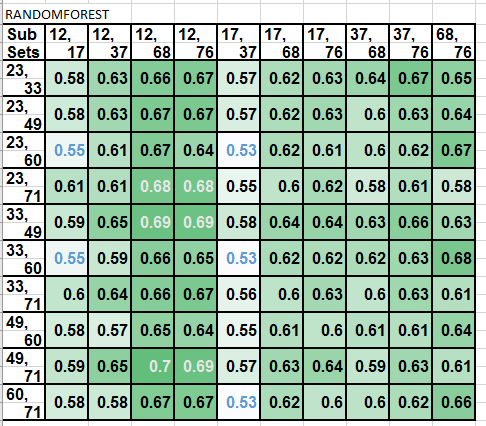 RANDOMFOREST
Sub Sets 12, 17 12, 37 12, 68 12, 76 17, 37 17, 68 17, 76 37, 68 37, 76 68, 76
23, 33 0.58 0.63 0.66 0.67 0.57 0.62 0.63 0.64 0.67 0.65
23, 49 0.58 0.63 0.67 0.67 0.57 0.62 0.63 0.6 0.63 0.64
23, 60 0.55 0.61 0.67 0.64 0.53 0.62 0.61 0.6 0.62 0.67
23, 71 0.61 0.61 0.68 0.68 0.55 0.6 0.62 0.58 0.61 0.58
33, 49 0.59 0.65 0.69 0.69 0.58 0.64 0.64 0.63 0.66 0.63
33, 60 0.55 0.59 0.66 0.65 0.53 0.62 0.62 0.62 0.63 0.68
33, 71 0.6 0.64 0.66 0.67 0.56 0.6 0.63 0.6 0.63 0.61
49, 60 0.58 0.57 0.65 0.64 0.55 0.61 0.6 0.61 0.61 0.64
49, 71 0.59 0.65 0.7 0.69 0.57 0.63 0.64 0.59 0.63 0.61
60, 71 0.58 0.58 0.67 0.67 0.53 0.62 0.6 0.6 0.62 0.66